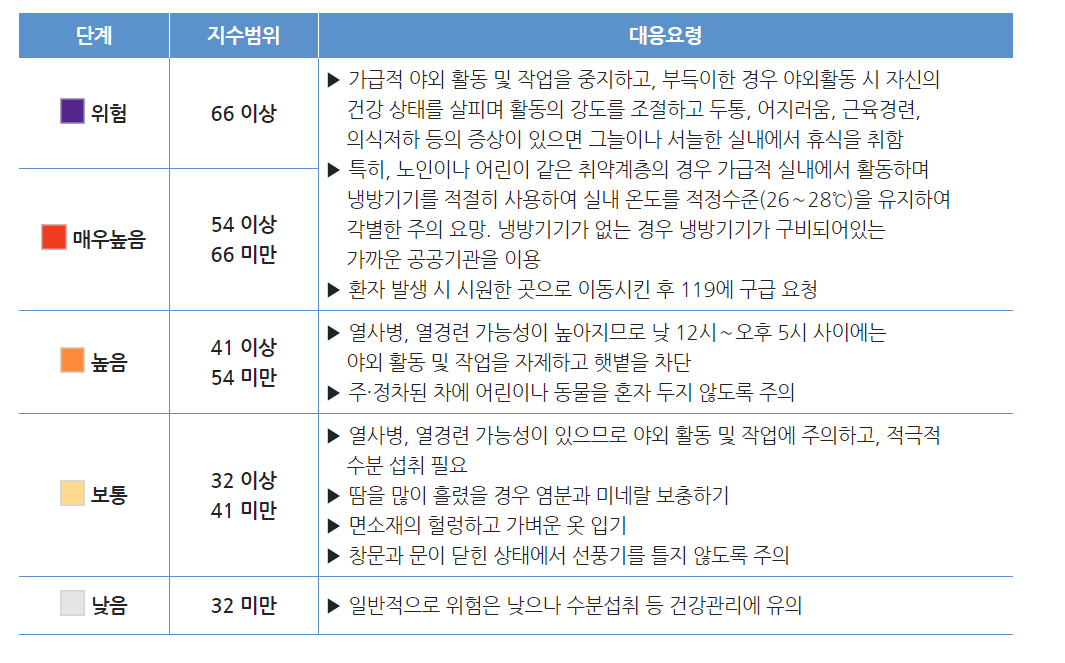 단계 지수범위 대응요령
위험 66 이상
▶ 가급적 야외 활동 및 작업을 중지하고, 부득이한 경우 야외활동 시 자신의
건강 상태를 살피며 활동의 강도를 조절하고 두통, 어지러움, 근육경련,
의식저하 등의 증상이 있으면 그늘이나 서늘한 실내에서 휴식을 취함
▶ 특히, 노인이나 어린이 같은 취약계층의 경우 가급적 실내에서 활동하며
냉방기기를 적절히 사용하여 실내 온도를 적정수준(26~28℃)을 유지하여
각별한 주의 요망. 냉방기기가 없는 경우 냉방기기가 구비되어있는
가까운 공공기관을 이용
▶ 환자 발생 시 시원한 곳으로 이동시킨 후 119에 구급 요청
매우높음
54 이상
66 미만
높음
41 이상
54 미만
▶ 열사병, 열경련 가능성이 높아지므로 낮 12시~오후 5시 사이에는
야외 활동 및 작업을 자제하고 햇볕을 차단
▶ 주·정차된 차에 어린이나 동물을 혼자 두지 않도록 주의
보통
32 이상
41 미만
▶ 열사병, 열경련 가능성이 있으므로 야외 활동 및 작업에 주의하고, 적극적
수분 섭취 필요
▶ 땀을 많이 흘렸을 경우 염분과 미네랄 보충하기
▶ 면소재의 헐렁하고 가벼운 옷 입기
▶ 창문과 문이 닫힌 상태에서 선풍기를 틀지 않도록 주의
낮음 32 미만
▶ 일반적으로 위험은 낮으나 수분섭취 등 건강관리에 유의